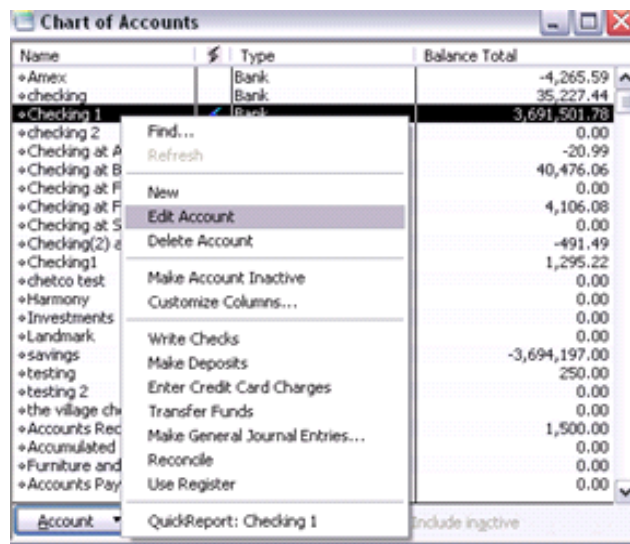 Chart of Accounts
Name Type Balance Total
Amex Bank -4,265.59
checking Bank 35,227.44
Checking 1 Bank 3,691,501.78
checking 2 0.00
Checking at A -20.99
Checking at B 40,476.06
Checking at F 0.00
Checking at F 4,106.08
Checking at S 0.00
Checking(2) a -491.49
Checking1 1,295.22
chetco test 0.00
Harmony 0.00
Investments 0.00
Landmark 0.00
savings -3,694,197.00
testing 250.00
testing 2 0.00
the village che 0.00
Accounts Rec 1,500.00
Accumulated 0.00
Furniture and 0.00
Accounts Pay 0.00
Find...
Refresh
New
Edit Account
Delete Account
Make Account Inactive
Customize Columns...
Write Checks
Make Deposits
Enter Credit Card Charges
Transfer Funds
Make General Journal Entries...
Reconcile
Use Register
QuickReport: Checking 1
Account Include inactive